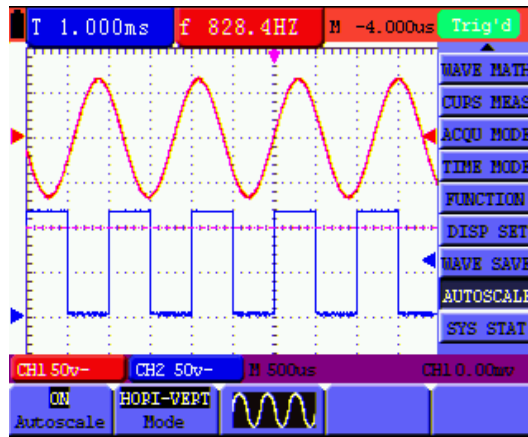 T 1.000ms f 828.4HZ M -4.000us Trig'd
WAVE MATH
CURS MEAS
ACQU MODE
TIME MODE
FUNCTION
DISP SET
WAVE SAVE
AUTOSCALE
SYS STAT
CH1 50v~ CH2 50v~ M 500us CH1 0.00mv
ON HORI-VERT
Autoscale Mode